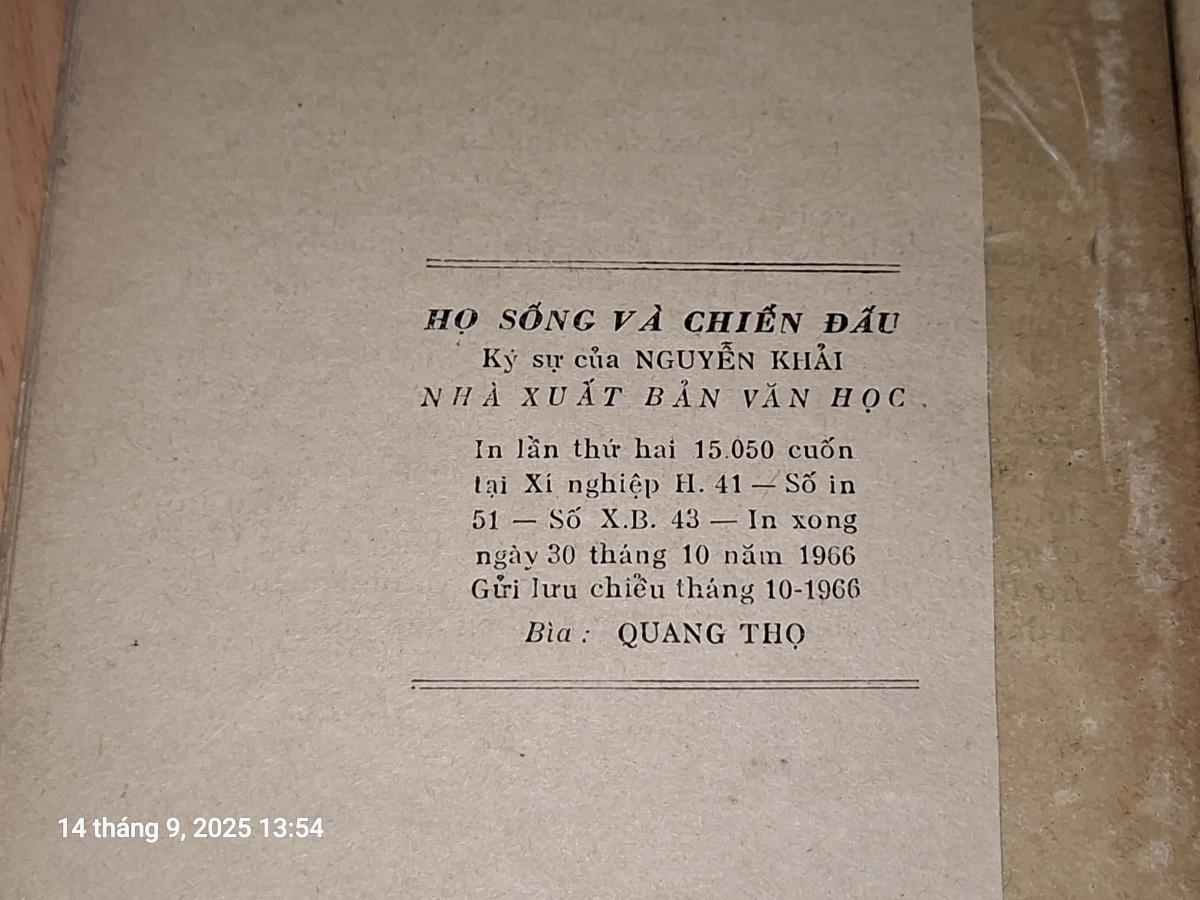 HỌ SỐNG VÀ CHIẾN ĐẤU
Ký sự của NGUYỄN KHẢI
NHÀ XUẤT BẢN VĂN HỌC
In lần thứ hai 15.050 cuốn
tại Xí nghiệp H. 41 — Số in
51 — Số X.B. 43 — In xong
ngày 30 tháng 10 năm 1966
Gửi lưu chiểu tháng 10-1966
Bìa : QUANG THỌ
14 tháng 9, 2025 13:54